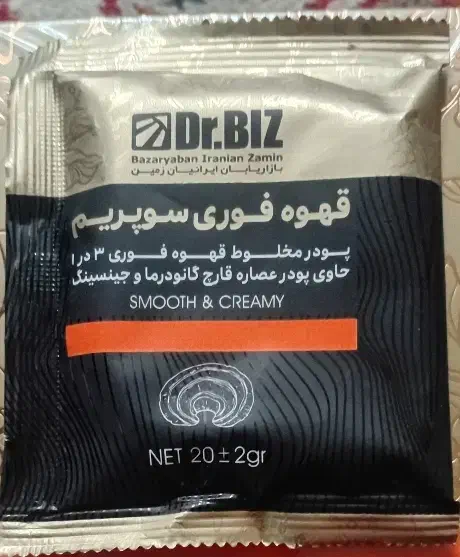 Dr.BIZ
Bazaryaban Iranian Zamin
بازاریابان ایرانیان زمین
قهوه فوری سوپریم
پودر مخلوط قهوه فوری ۳ در ۱
حاوی پودر عصاره قارچ گانودرما و جینسینگ
SMOOTH & CREAMY
NET 20±2gr